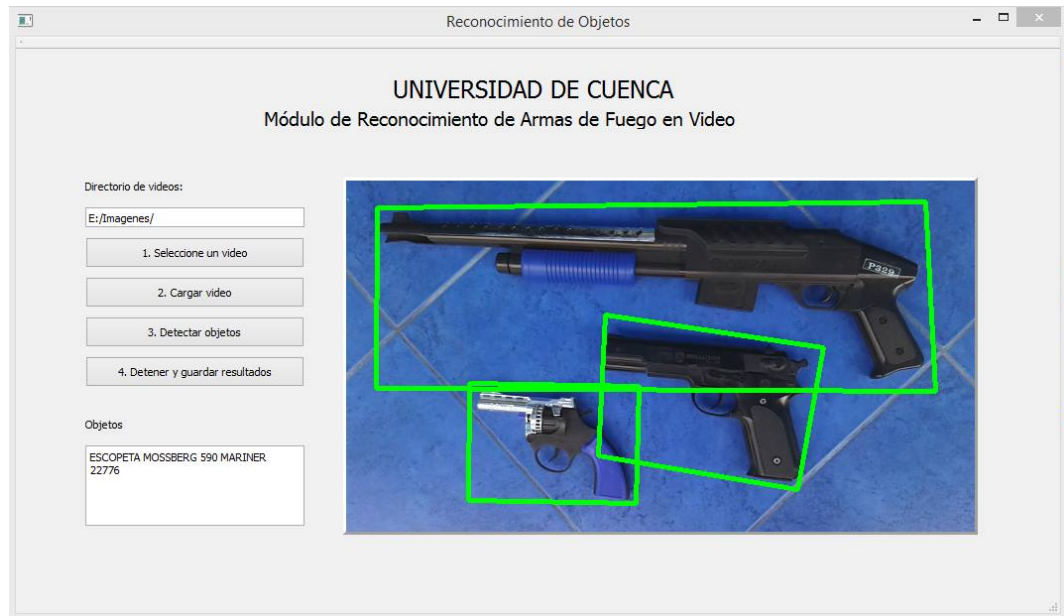 Reconocimiento de Objetos
UNIVERSIDAD DE CUENCA
Módulo de Reconocimiento de Armas de Fuego en Video
Directorio de videos:
E:/Imagenes/
1. Seleccione un video
2. Cargar video
3. Detectar objetos
4. Detener y guardar resultados
Objetos
ESCOPETA MOSSBERG 590 MARINER
22776
P329